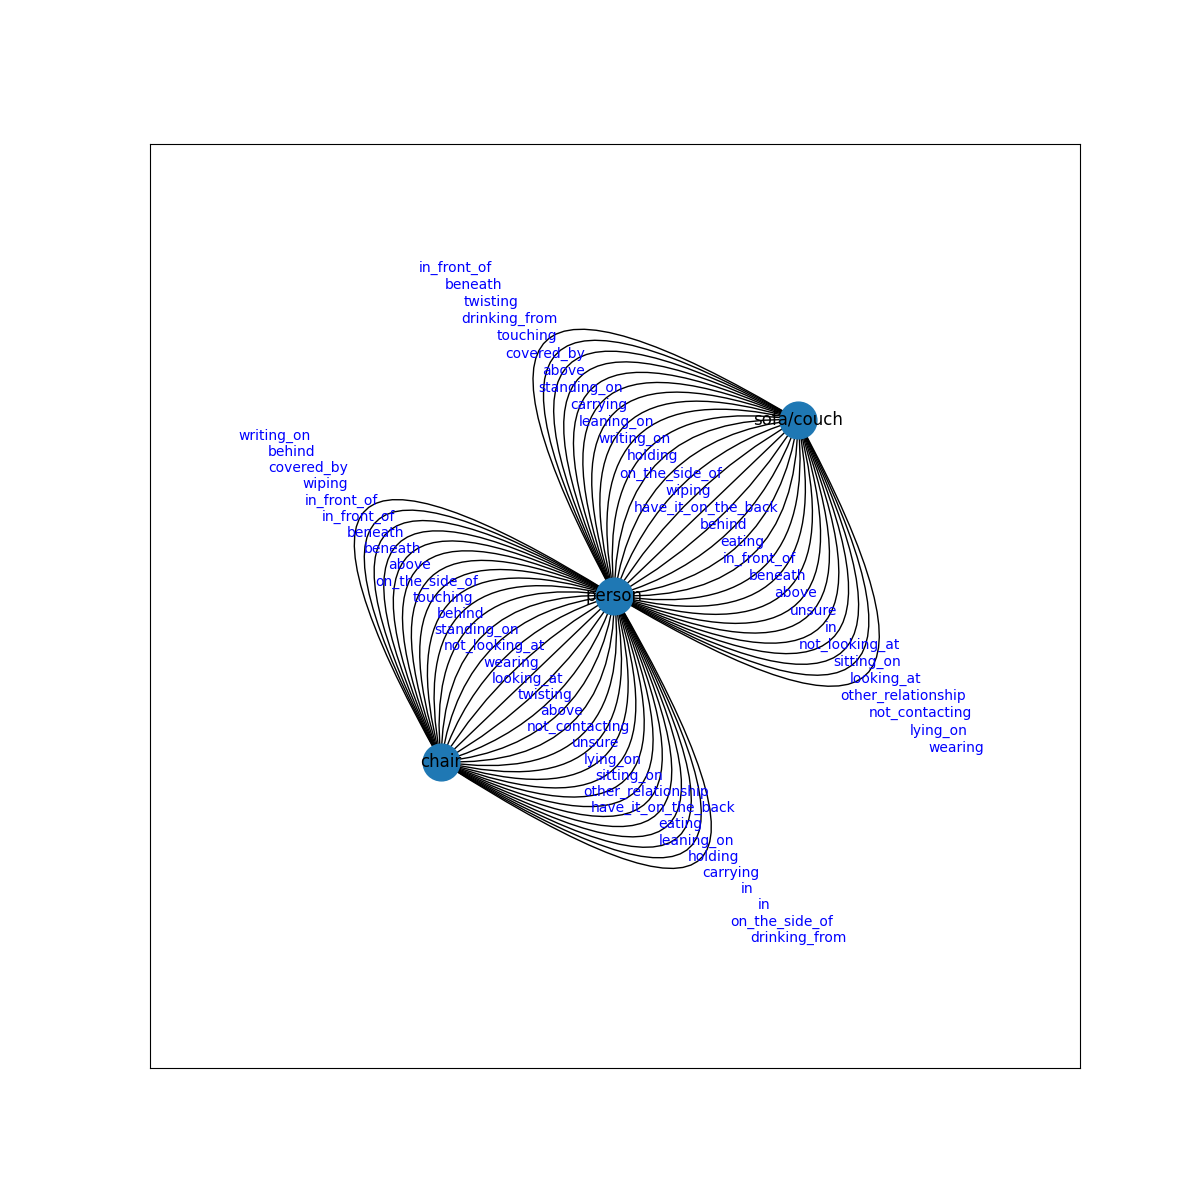 in_front_of
beneath
twisting
drinking_from
touching
covered_by
above
standing_on
carrying
leaning_on
writing_on
holding
on_the_side_of
wiping
have_it_on_the_back
behind
eating
in_front_of
beneath
above
unsure
in
not_looking_at
sitting_on
looking_at
other_relationship
not_contacting
lying_on
wearing
sofa/couch
person
chair
writing_on
behind
covered_by
wiping
in_front_of
in_front_of
beneath
beneath
above
on_the_side_of
touching
behind
standing_on
not_looking_at
wearing
looking_at
twisting
above
not_contacting
unsure
lying_on
sitting_on
other_relationship
have_it_on_the_back
eating
leaning_on
holding
carrying
in
in
on_the_side_of
drinking_from